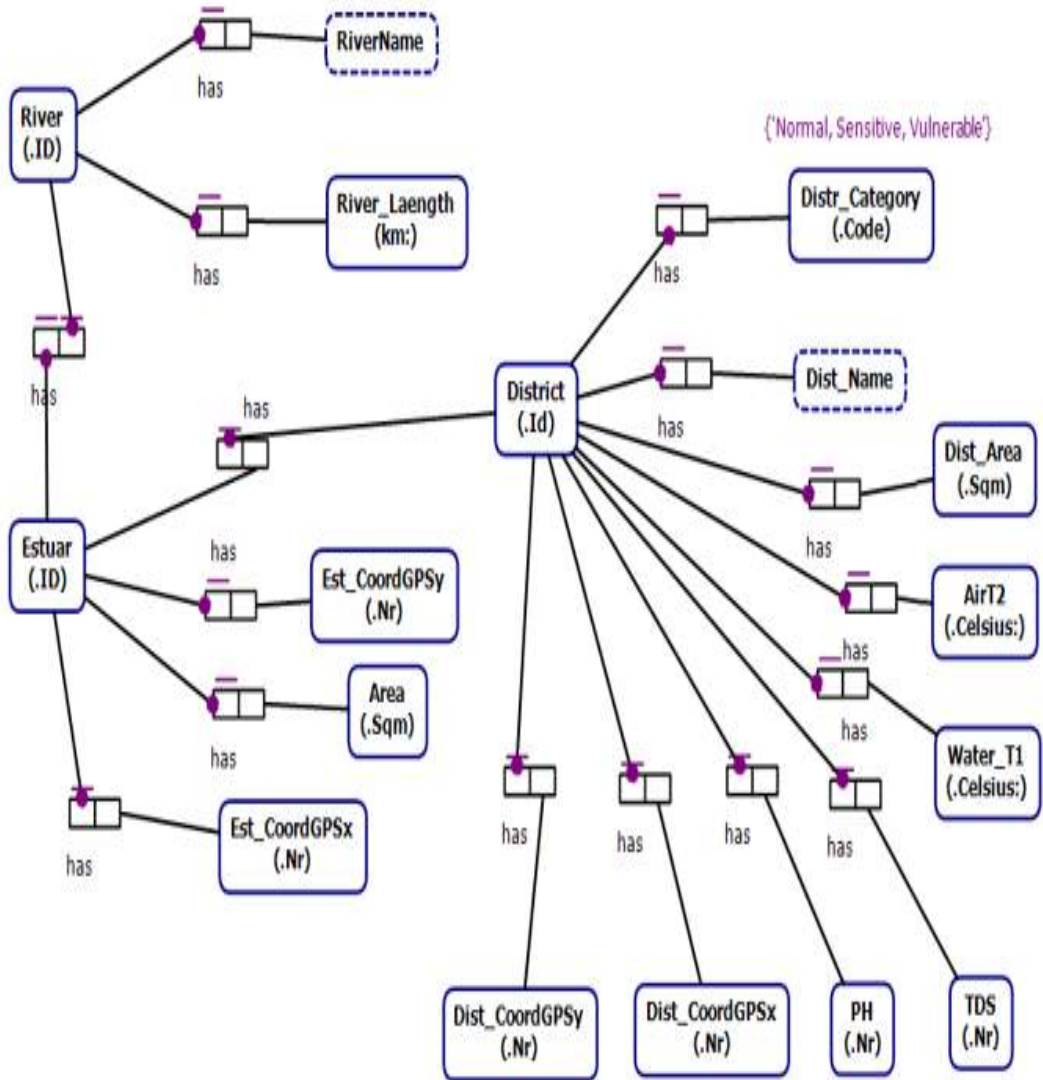 RiverName
has
River
(.ID)
{'Normal, Sensitive, Vulnerable'}
River_Laength
(km:)
has
Distr_Category
(.Code)
has
has
District
(.Id)
has
Dist_Name
has
Dist_Area
(.Sqm)
has
Estuar
(.ID)
has
Est_CoordGPSy
(.Nr)
AirT2
(.Celsius:)
has
Area
(.Sqm)
has
has
Water_T1
(.Celsius:)
Est_CoordGPSx
(.Nr)
has
has
has
has
has
Dist_CoordGPSy
(.Nr)
Dist_CoordGPSx
(.Nr)
PH
(.Nr)
TDS
(.Nr)